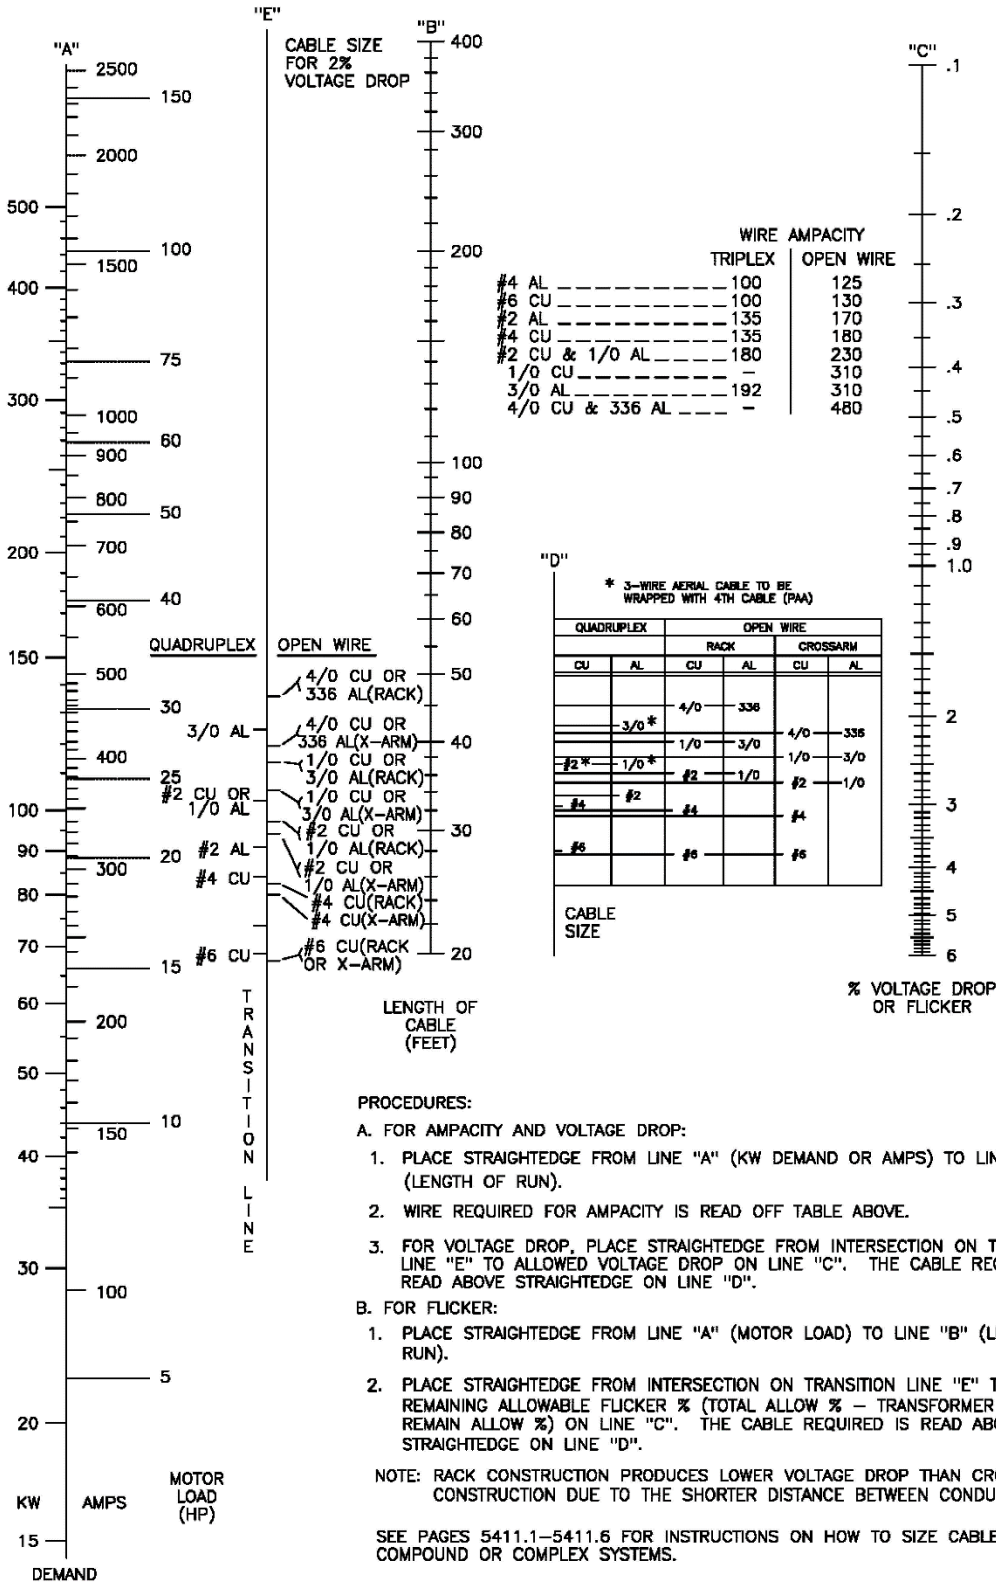 "A"
"E"
"B"
"C"
CABLE SIZE
FOR 2%
VOLTAGE DROP
2500
2000
1500
1000
900
800
700
600
500
400
300
200
150
100
500
400
300
200
150
100
90
80
70
60
50
40
30
20
15
150
100
75
60
50
40
30
25
20
15
10
5
400
300
200
100
90
80
70
60
50
40
30
20
.1
.2
.3
.4
.5
.6
.7
.8
.9
1.0
2
3
4
5
6
WIRE AMPACITY
TRIPLEX OPEN WIRE
#4 AL 100 125
#6 CU 100 130
#2 AL 135 170
#4 CU 135 180
#2 CU & 1/0 AL 180 230
1/0 CU - 310
3/0 AL 192 310
4/0 CU & 336 AL - 480
"D"
* 3-WIRE AERIAL CABLE TO BE
WRAPPED WITH 4TH CABLE (PAA)
QUADRUPLEX OPEN WIRE
RACK CROSSARM
CU AL CU AL CU AL
4/0 336
3/0*
4/0 336
1/0 3/0
1/0 3/0
#2* 1/0*
#2 1/0
#2 1/0
#2
#4
#4
#4
#6
#6
#6
CABLE
SIZE
QUADRUPLEX OPEN WIRE
3/0 AL
#2 CU OR
1/0 AL
#2 AL
#4 CU
#6 CU
4/0 CU OR
336 AL(RACK)
4/0 CU OR
336 AL(X-ARM)
1/0 CU OR
3/0 AL(RACK)
1/0 CU OR
3/0 AL(X-ARM)
#2 CU OR
1/0 AL(RACK)
#2 CU OR
1/0 AL(X-ARM)
#4 CU(RACK)
#4 CU(X-ARM)
#6 CU(RACK
OR X-ARM)
TRANSITION LINE
LENGTH OF
CABLE
(FEET)
% VOLTAGE DROP
OR FLICKER
KW
AMPS
MOTOR
LOAD
(HP)
DEMAND
PROCEDURES:
A. FOR AMPACITY AND VOLTAGE DROP:
1. PLACE STRAIGHTEDGE FROM LINE "A" (KW DEMAND OR AMPS) TO LIN
(LENGTH OF RUN).
2. WIRE REQUIRED FOR AMPACITY IS READ OFF TABLE ABOVE.
3. FOR VOLTAGE DROP, PLACE STRAIGHTEDGE FROM INTERSECTION ON T
LINE "E" TO ALLOWED VOLTAGE DROP ON LINE "C". THE CABLE REQ
READ ABOVE STRAIGHTEDGE ON LINE "D".
B. FOR FLICKER:
1. PLACE STRAIGHTEDGE FROM LINE "A" (MOTOR LOAD) TO LINE "B" (L
RUN).
2. PLACE STRAIGHTEDGE FROM INTERSECTION ON TRANSITION LINE "E" T
REMAINING ALLOWABLE FLICKER % (TOTAL ALLOW % – TRANSFORMER
REMAIN ALLOW %) ON LINE "C". THE CABLE REQUIRED IS READ AB
STRAIGHTEDGE ON LINE "D".
NOTE: RACK CONSTRUCTION PRODUCES LOWER VOLTAGE DROP THAN CR
CONSTRUCTION DUE TO THE SHORTER DISTANCE BETWEEN CONDU
SEE PAGES 5411.1–5411.6 FOR INSTRUCTIONS ON HOW TO SIZE CABLE
COMPOUND OR COMPLEX SYSTEMS.